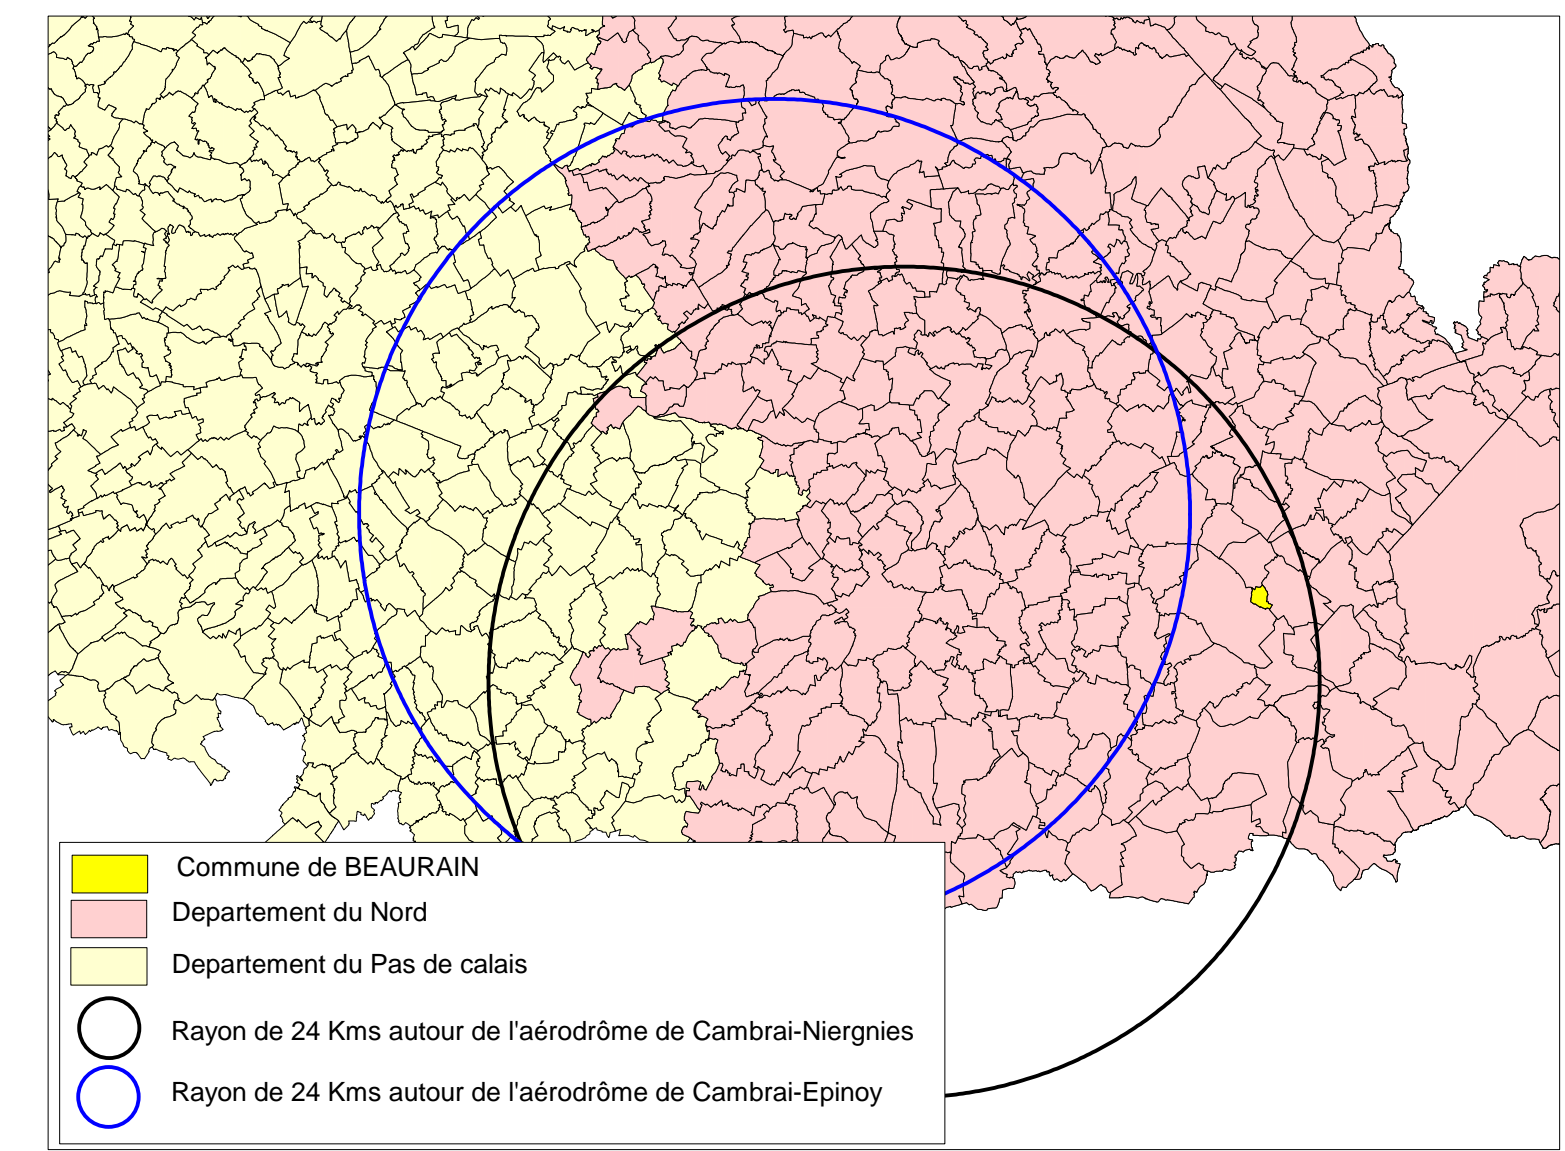 Commune de BEAURAIN
Departement du Nord
Departement du Pas de calais
Rayon de 24 Kms autour de l'aérodrôme de Cambrai-Niergnies
Rayon de 24 Kms autour de l'aérodrôme de Cambrai-Epinoy